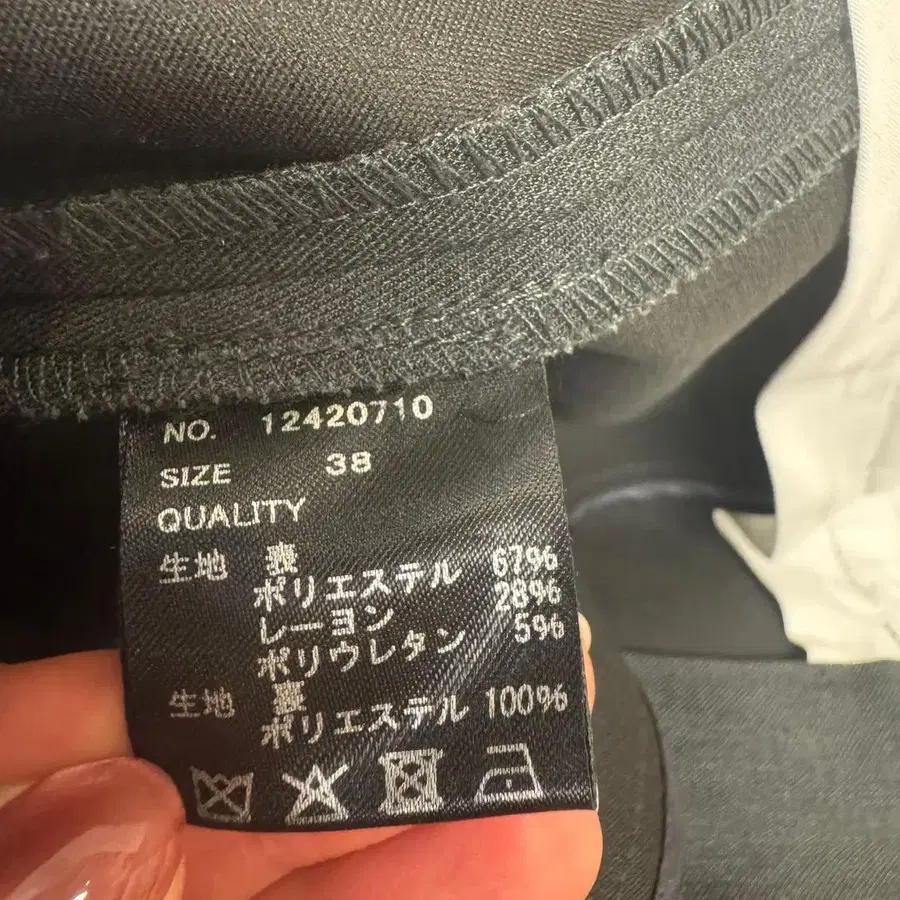 NO. 12420710
SIZE 38
QUALITY
生地 表
ポリエステル 67%
レーヨン 28%
ポリウレタン 5%
生地 裏
ポリエステル 100%